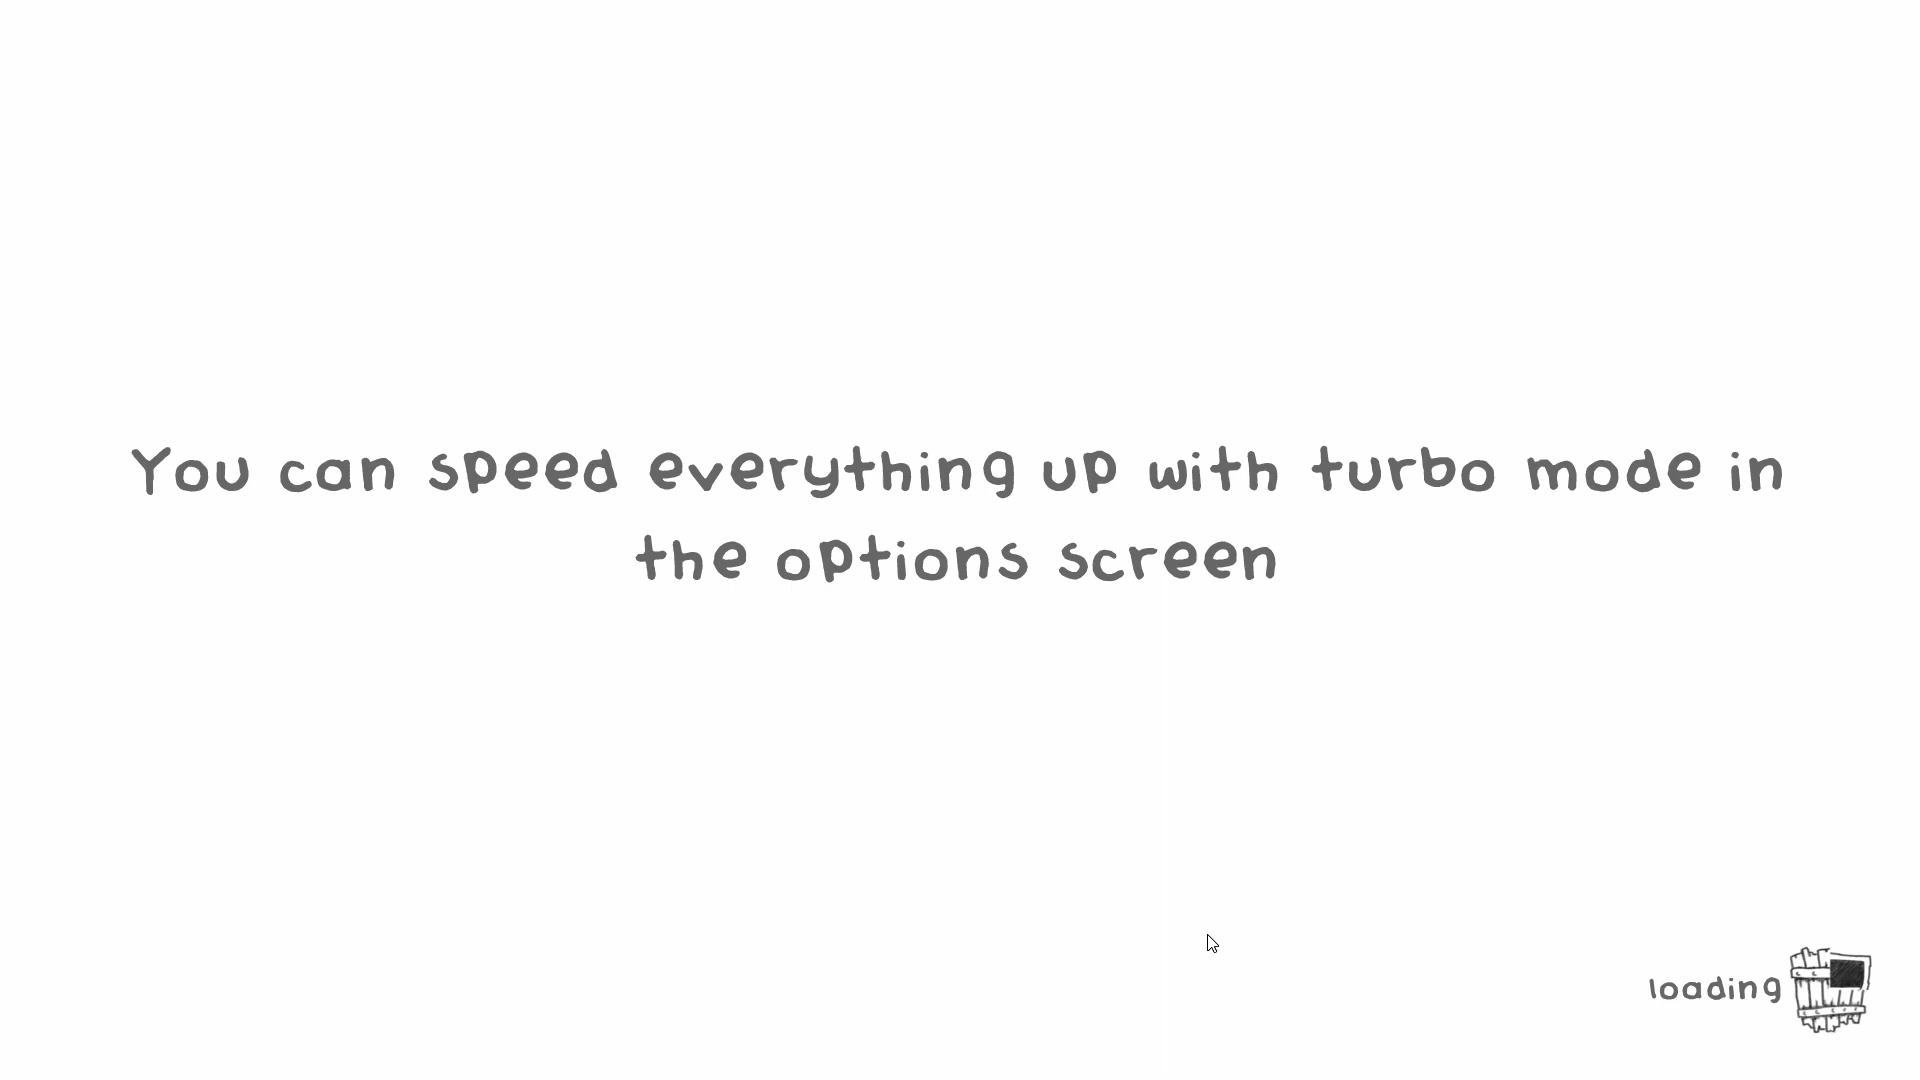 You can speed everything up with turbo mode in
the options screen
loading